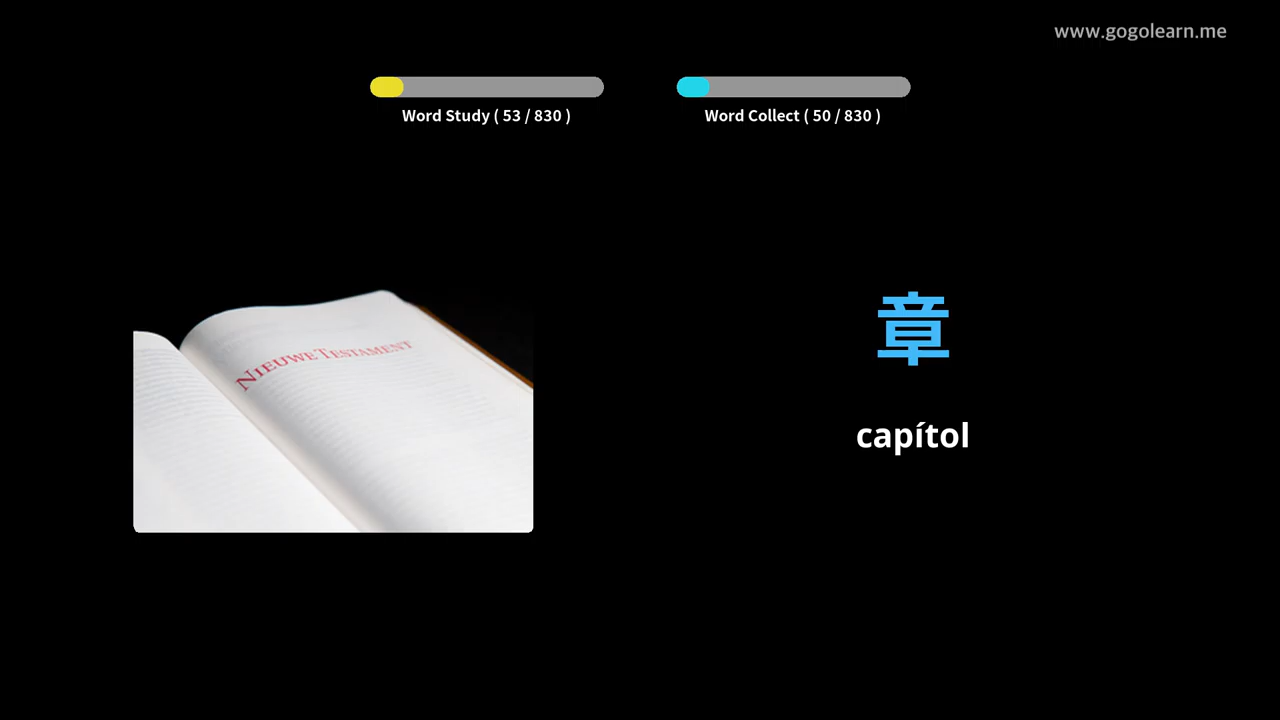 www.gogolearn.me
Word Study ( 53 / 830 )
Word Collect ( 50 / 830 )
NIEUWE TESTAMENT
章
capítol